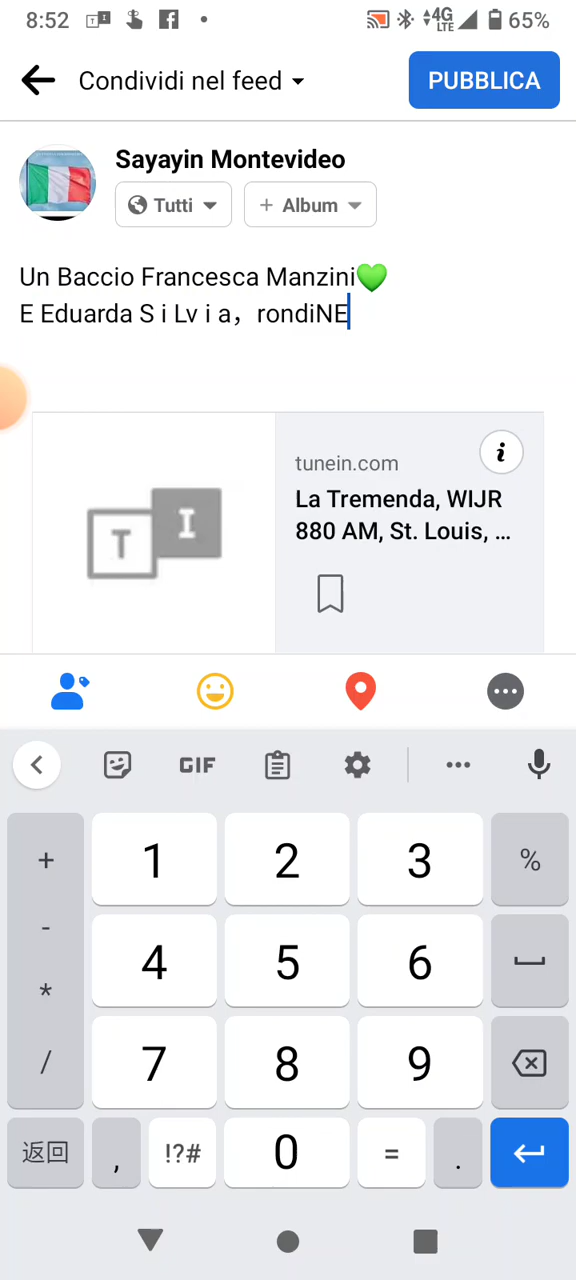 8:52 4G LTE 65%
Condividi nel feed
PUBBLICA
Sayayin Montevideo
Tutti
+ Album
Un Baccio Francesca Manzini💚
E Eduarda S i Lv i a，rondiNE
tunein.com
i
La Tremenda, WIJR
880 AM, St. Louis, ...
T I
GIF
+ 1 2 3 %
- 4 5 6
*
/ 7 8 9
返回 , !?# 0 = .